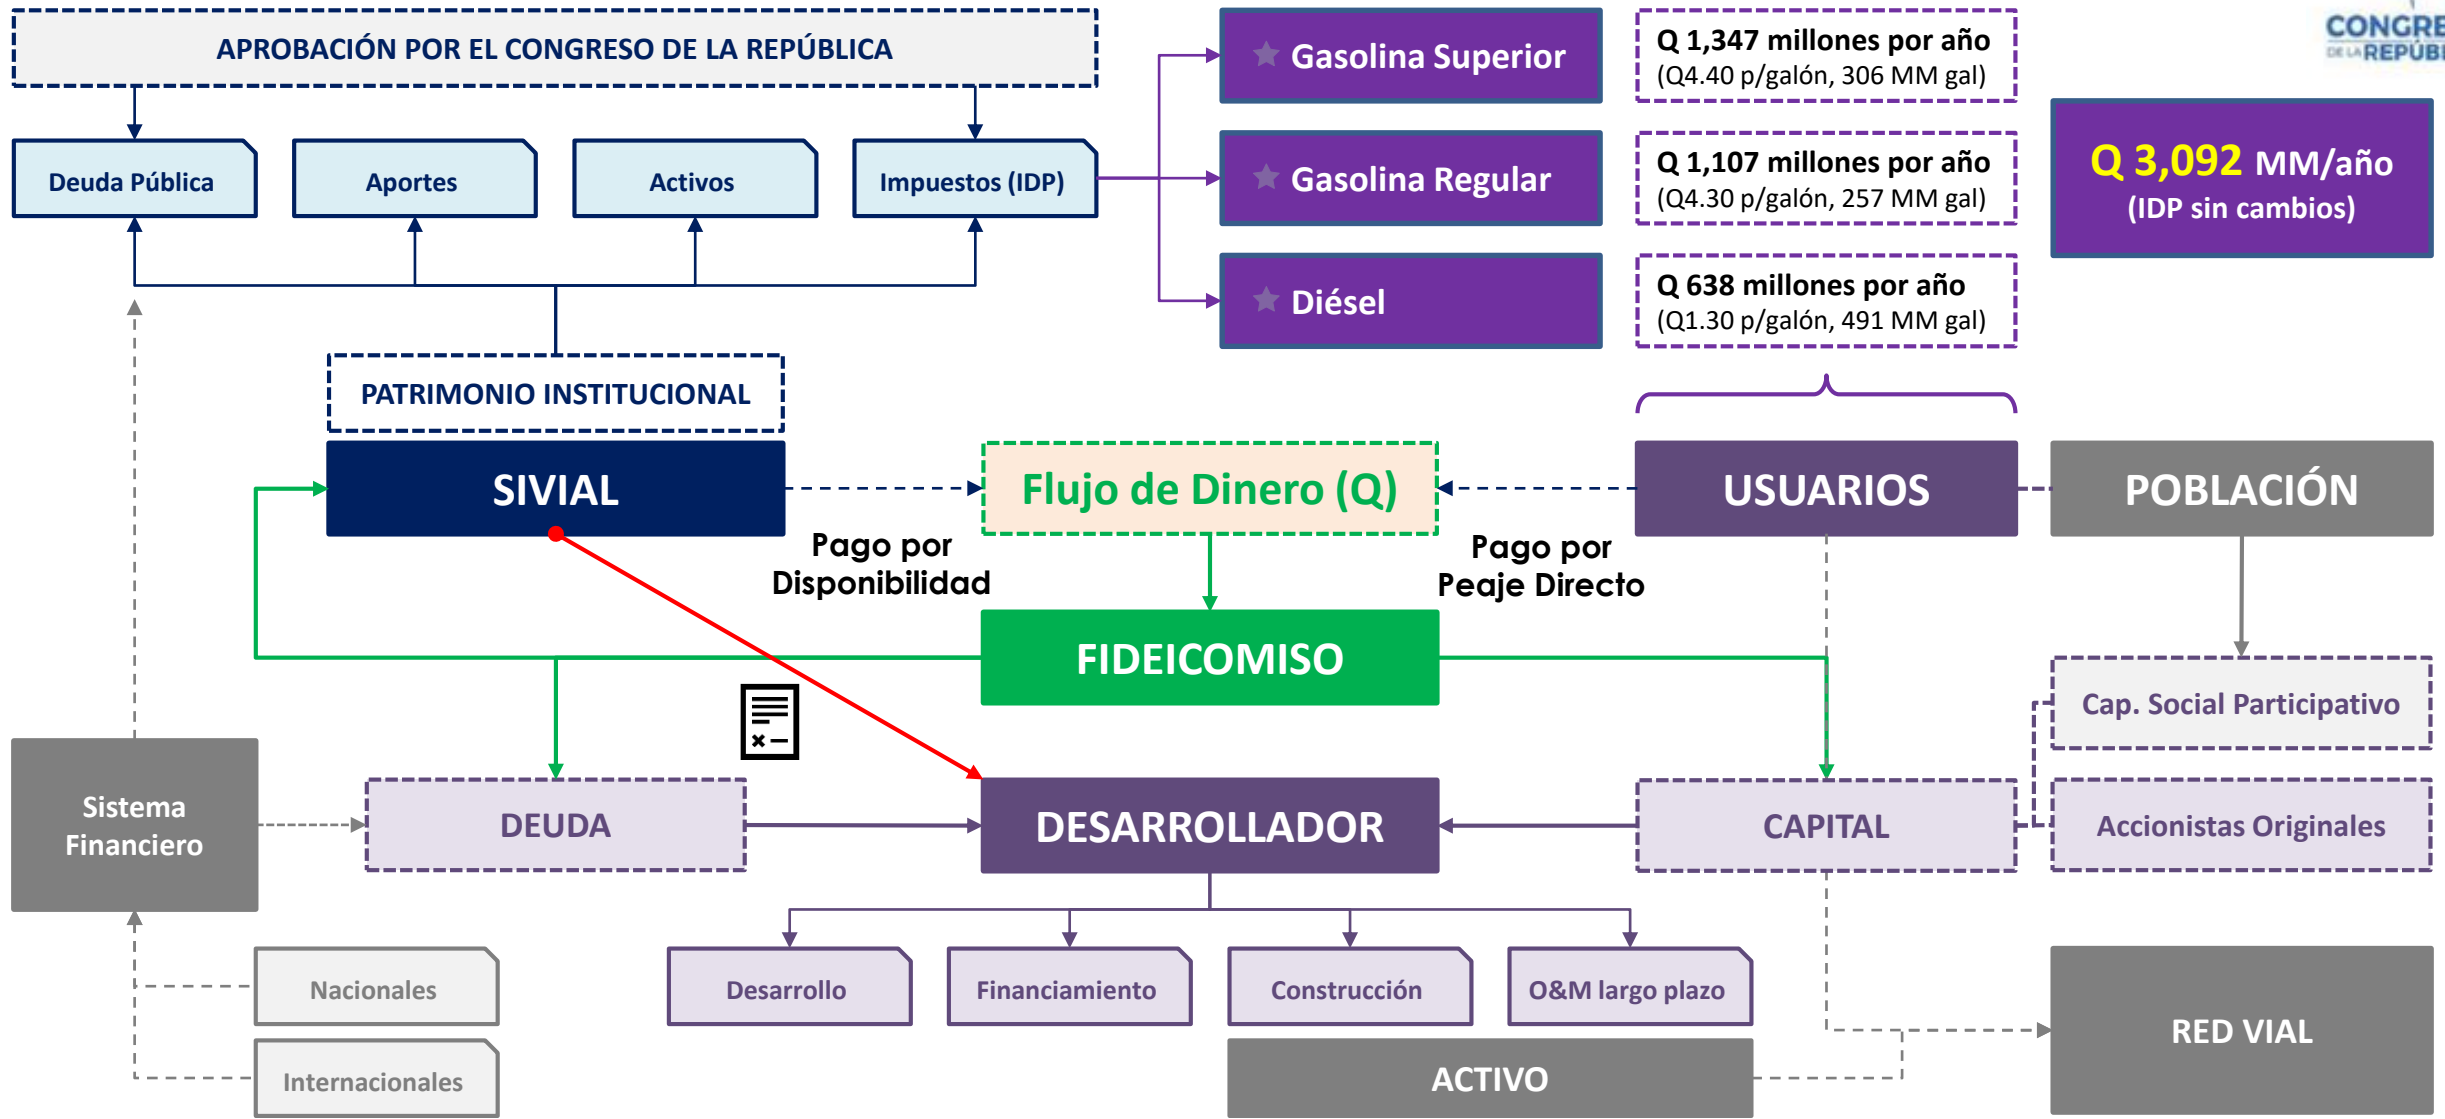 APROBACIÓN POR EL CONGRESO DE LA REPÚBLICA
Deuda Pública
Aportes
Activos
Impuestos (IDP)
Gasolina Superior
Gasolina Regular
Diésel
Q 1,347 millones por año
(Q4.40 p/galón, 306 MM gal)
Q 1,107 millones por año
(Q4.30 p/galón, 257 MM gal)
Q 638 millones por año
(Q1.30 p/galón, 491 MM gal)
CONGRE
DE LA REPÚB
Q 3,092 MM/año
(IDP sin cambios)
PATRIMONIO INSTITUCIONAL
SIVIAL
Flujo de Dinero (Q)
USUARIOS
POBLACIÓN
Pago por
Disponibilidad
Pago por
Peaje Directo
FIDEICOMISO
Cap. Social Participativo
Sistema
Financiero
DEUDA
DESARROLLADOR
CAPITAL
Accionistas Originales
Nacionales
Internacionales
Desarrollo
Financiamiento
Construcción
O&M largo plazo
ACTIVO
RED VIAL